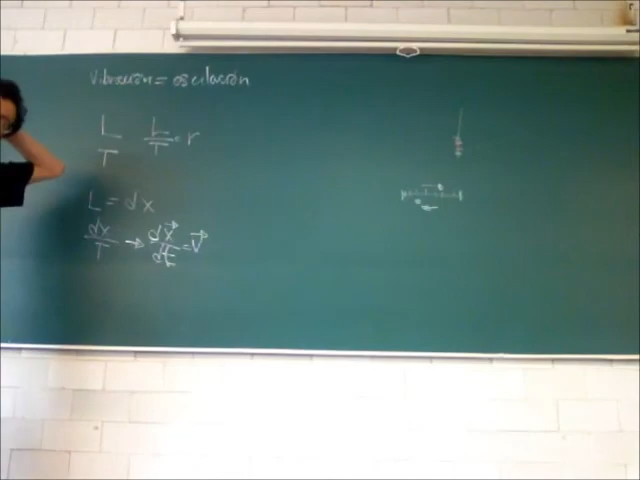 Vibración = oscilación
L/T L/T = r
L = dx
dx/T → dx⃗/dt = v⃗